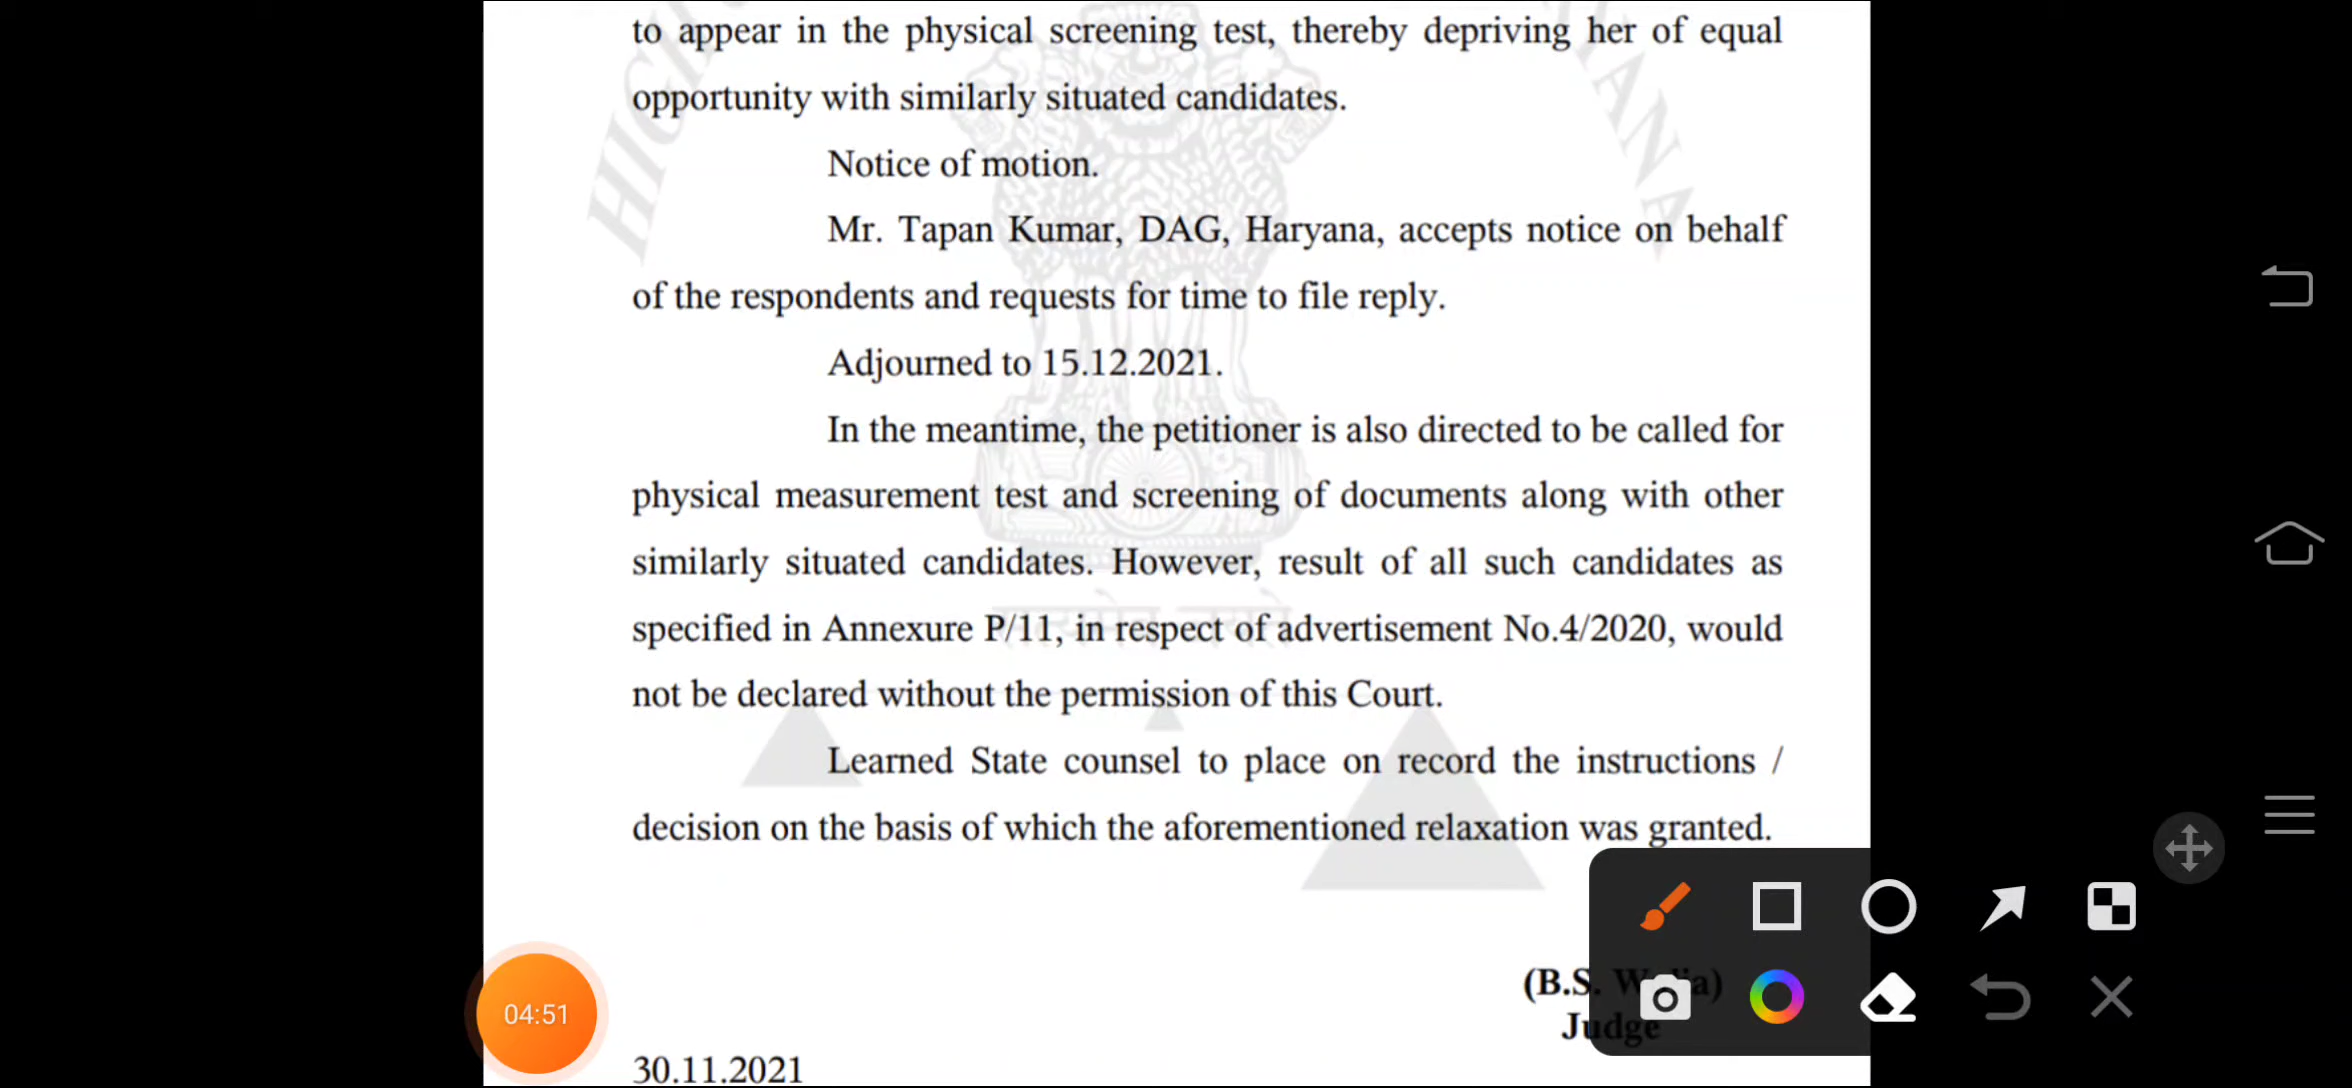 to appear in the physical screening test, thereby depriving her of equal
opportunity with similarly situated candidates.
Notice of motion.
Mr. Tapan Kumar, DAG, Haryana, accepts notice on behalf
of the respondents and requests for time to file reply.
Adjourned to 15.12.2021.
In the meantime, the petitioner is also directed to be called for
physical measurement test and screening of documents along with other
similarly situated candidates. However, result of all such candidates as
specified in Annexure P/11, in respect of advertisement No.4/2020, would
not be declared without the permission of this Court.
Learned State counsel to place on record the instructions /
decision on the basis of which the aforementioned relaxation was granted.
(B.S.
Judge
04:51
30.11.2021